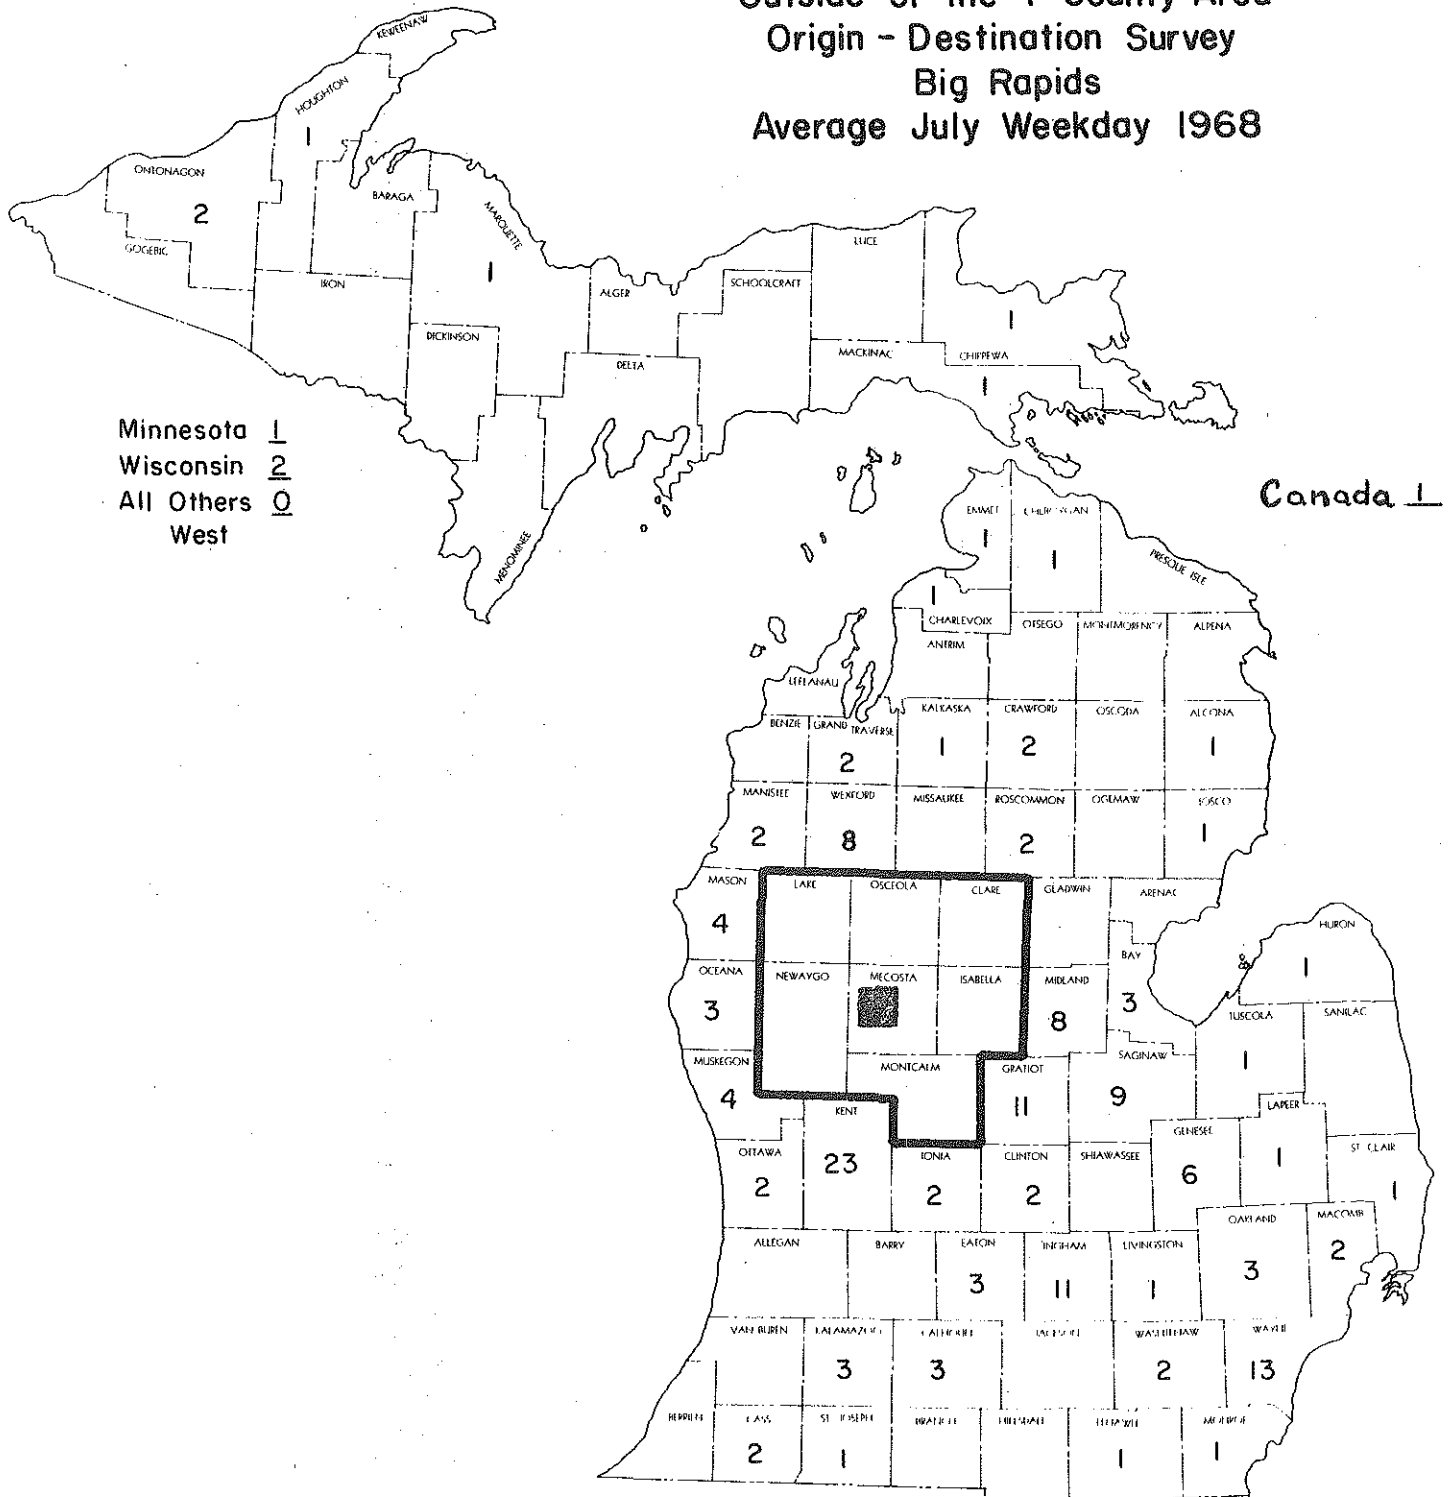 Outside of the 7 County Area
Origin - Destination Survey
Big Rapids
Average July Weekday 1968
KEWEENAW
HOUGHTON
1
ONTONAGON
2
BARAGA
MARQUETTE
1
GOGEBIC
IRON
LUCE
ALGER
SCHOOLCRAFT
1
DICKINSON
DELTA
MACKINAC
CHIPPEWA
1
Minnesota 1
Wisconsin 2
All Others 0
West
MENOMINEE
Canada 1
EMMET
1
1
PRESQUE ISLE
1
CHARLEVOIX
OTSEGO
MONTMORENCY
ALPENA
ANTRIM
LEELANAU
BENZIE
GRAND TRAVERSE
2
KALKASKA
1
CRAWFORD
2
OSCODA
ALCONA
1
MANISTEE
2
WEXFORD
8
MISSAUKEE
ROSCOMMON
2
OGEMAW
IOSCO
1
MASON
4
LAKE
OSCEOLA
CLARE
GLADWIN
ARENAC
HURON
1
OCEANA
3
NEWAYGO
MECOSTA
ISABELLA
MIDLAND
8
BAY
3
TUSCOLA
1
SANILAC
MUSKEGON
4
MONTCALM
GRATIOT
11
SAGINAW
9
LAPEER
1
KENT
23
OTTAWA
2
IONIA
2
CLINTON
2
SHIAWASSEE
GENESEE
6
ST CLAIR
1
ALLEGAN
BARRY
EATON
3
INGHAM
11
LIVINGSTON
1
OAKLAND
3
MACOMB
2
VAN BUREN
KALAMAZOO
3
CALHOUN
3
JACKSON
WASHTENAW
2
WAYNE
13
BERRIEN
CASS
2
ST JOSEPH
1
BRANCH
HILLSDALE
LENAWEE
1
MONROE
1